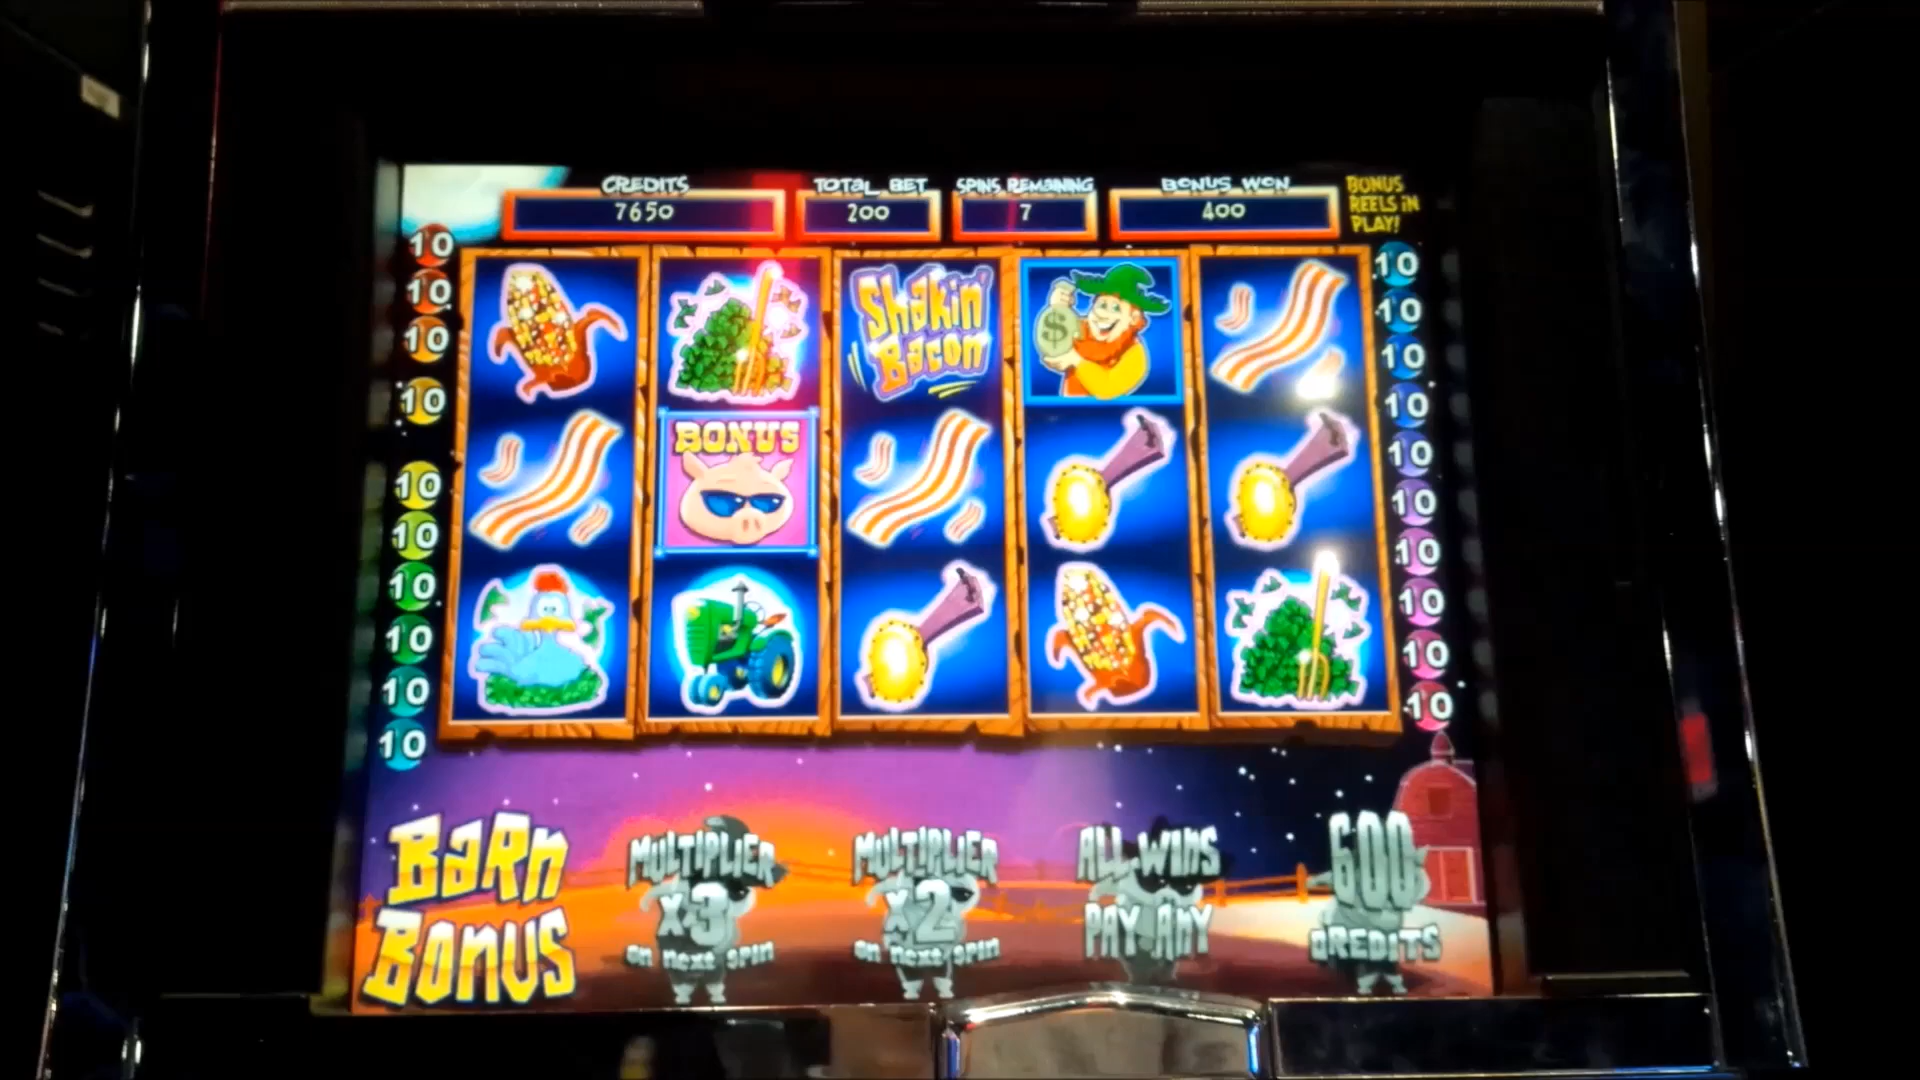 CREDITS
7650
TOTAL BET
200
SPINS REMAINING
7
BONUS WON
400
BONUS
REELS IN
PLAY!
10
10
10
10
10
10
10
10
10
10
Shakin'
Bacon
$
BONUS
10
10
10
10
10
10
10
10
10
10
BARN
BONUS
MULTIPLIER
X3
on next spin
MULTIPLIER
X2
on next spin
ALL WINS
PAY ANY
600
CREDITS